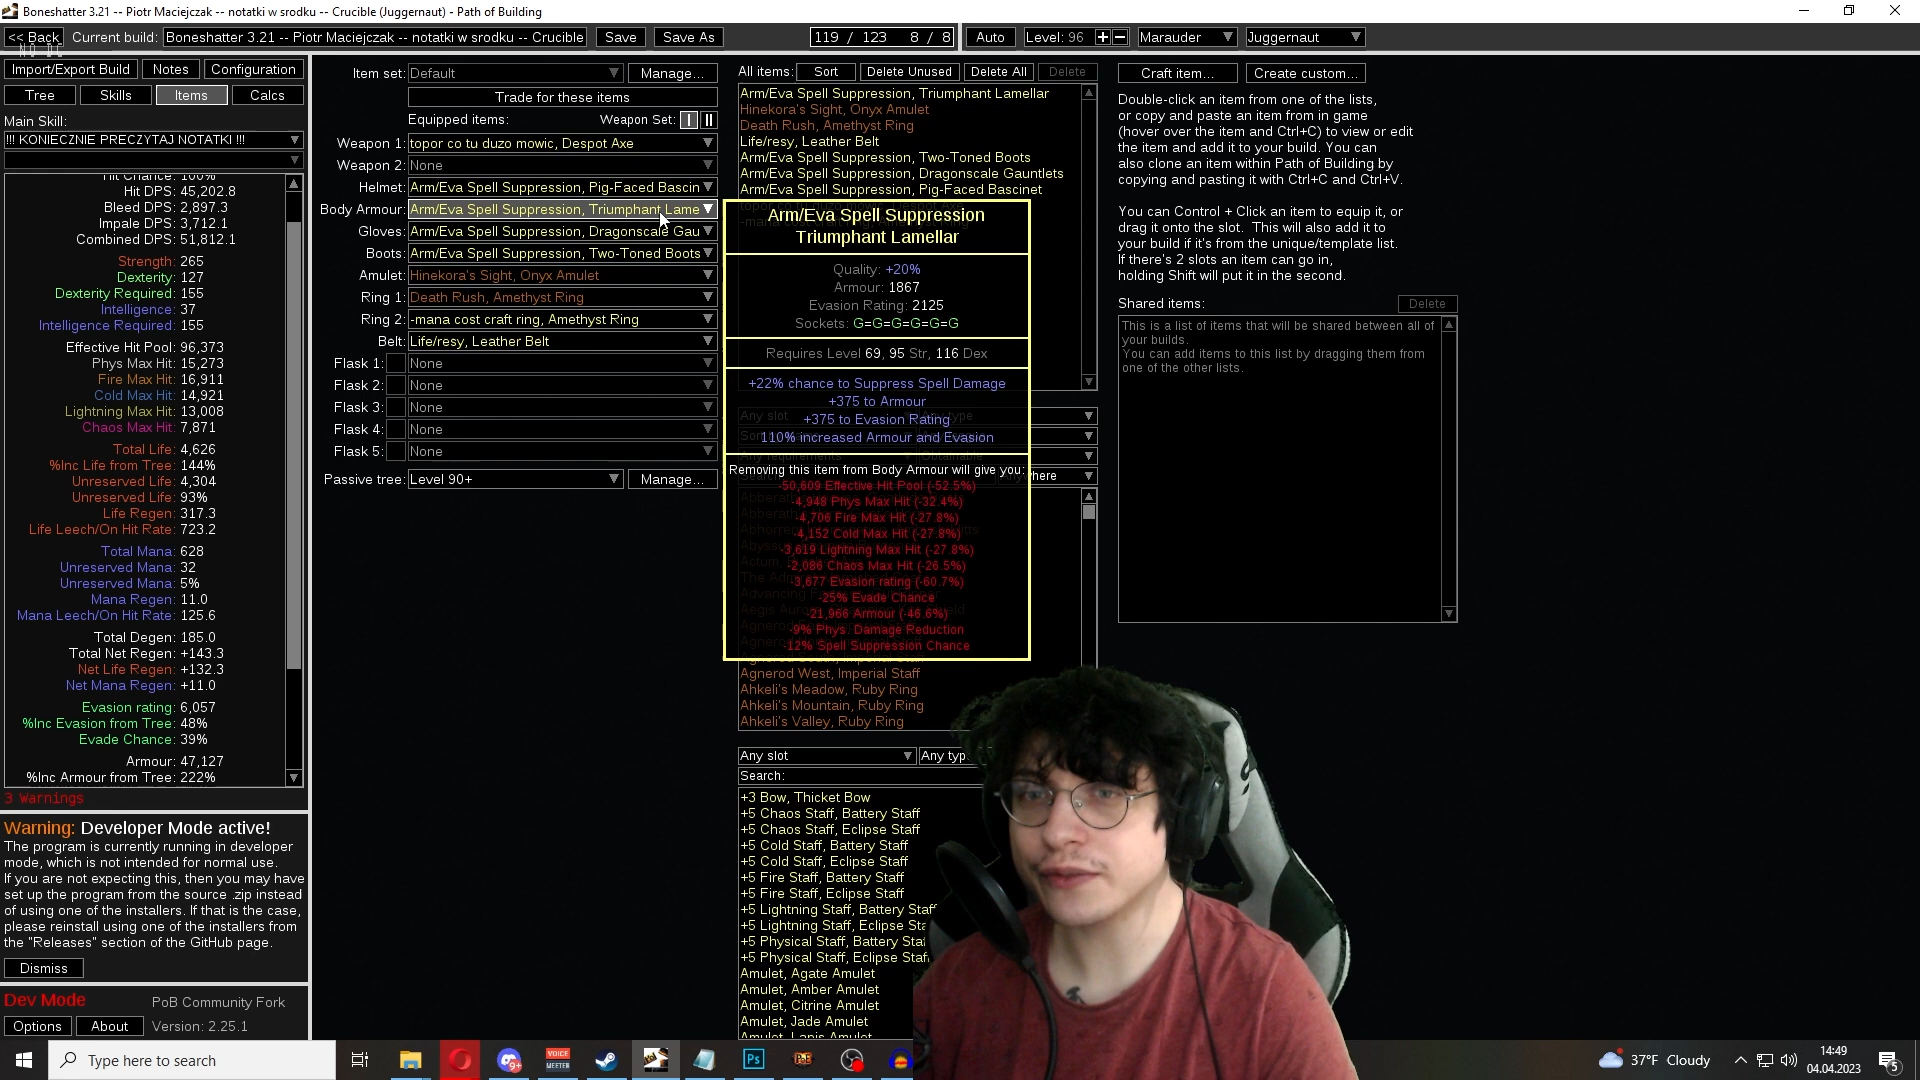 Boneshatter 3.21 -- Piotr Maciejczak -- notatki w srodku -- Crucible (Juggernaut) - Path of Building
<< Back
Current build:
Boneshatter 3.21 -- Piotr Maciejczak -- notatki w srodku -- Crucible
Save
Save As
119 / 123 8 / 8
Auto
Level: 96
Marauder
Juggernaut
Import/Export Build
Notes
Configuration
Tree
Skills
Items
Calcs
Main Skill:
!!! KONIECZNIE PRECZYTAJ NOTATKI !!!
Hit Chance: 100%
Hit DPS: 45,202.8
Bleed DPS: 2,897.3
Impale DPS: 3,712.1
Combined DPS: 51,812.1
Strength: 265
Dexterity: 127
Dexterity Required: 155
Intelligence: 37
Intelligence Required: 155
Effective Hit Pool: 96,373
Phys Max Hit: 15,273
Fire Max Hit: 16,911
Cold Max Hit: 14,921
Lightning Max Hit: 13,008
Chaos Max Hit: 7,871
Total Life: 4,626
%Inc Life from Tree: 144%
Unreserved Life: 4,304
Unreserved Life: 93%
Life Regen: 317.3
Life Leech/On Hit Rate: 723.2
Total Mana: 628
Unreserved Mana: 32
Unreserved Mana: 5%
Mana Regen: 11.0
Mana Leech/On Hit Rate: 125.6
Total Degen: 185.0
Total Net Regen: +143.3
Net Life Regen: +132.3
Net Mana Regen: +11.0
Evasion rating: 6,057
%Inc Evasion from Tree: 48%
Evade Chance: 39%
Armour: 47,127
%Inc Armour from Tree: 222%
3 Warnings
Warning: Developer Mode active!
The program is currently running in developer
mode, which is not intended for normal use.
If you are not expecting this, then you may have
set up the program from the source .zip instead
of using one of the installers. If that is the case,
please reinstall using one of the installers from
the "Releases" section of the GitHub page.
Dismiss
Dev Mode
PoB Community Fork
Options
About
Version: 2.25.1
Item set: Default
Manage...
Trade for these items
Equipped items:
Weapon Set: I II
Weapon 1: topor co tu duzo mowic, Despot Axe
Weapon 2: None
Helmet: Arm/Eva Spell Suppression, Pig-Faced Bascin
Body Armour: Arm/Eva Spell Suppression, Triumphant Lame
Gloves: Arm/Eva Spell Suppression, Dragonscale Gau
Boots: Arm/Eva Spell Suppression, Two-Toned Boots
Amulet: Hinekora's Sight, Onyx Amulet
Ring 1: Death Rush, Amethyst Ring
Ring 2: -mana cost craft ring, Amethyst Ring
Belt: Life/resy, Leather Belt
Flask 1: None
Flask 2: None
Flask 3: None
Flask 4: None
Flask 5: None
Passive tree: Level 90+
Manage...
All items:
Sort
Delete Unused
Delete All
Delete
Arm/Eva Spell Suppression, Triumphant Lamellar
Hinekora's Sight, Onyx Amulet
Death Rush, Amethyst Ring
Life/resy, Leather Belt
Arm/Eva Spell Suppression, Two-Toned Boots
Arm/Eva Spell Suppression, Dragonscale Gauntlets
Arm/Eva Spell Suppression, Pig-Faced Bascinet
Arm/Eva Spell Suppression
Triumphant Lamellar
Quality: +20%
Armour: 1867
Evasion Rating: 2125
Sockets: G=G=G=G=G=G
Requires Level 69, 95 Str, 116 Dex
+22% chance to Suppress Spell Damage
+375 to Armour
+375 to Evasion Rating
110% increased Armour and Evasion
Removing this item from Body Armour will give you:
-50,609 Effective Hit Pool (-52.5%)
-4,948 Phys Max Hit (-32.4%)
-4,706 Fire Max Hit (-27.8%)
-4,152 Cold Max Hit (-27.8%)
-3,619 Lightning Max Hit (-27.8%)
-2,086 Chaos Max Hit (-26.5%)
-3,677 Evasion rating (-60.7%)
-25% Evade Chance
-21,966 Armour (-46.6%)
-9% Phys. Damage Reduction
-12% Spell Suppression Chance
Agnerod West, Imperial Staff
Ahkeli's Meadow, Ruby Ring
Ahkeli's Mountain, Ruby Ring
Ahkeli's Valley, Ruby Ring
Any slot
Any typ
Search:
+3 Bow, Thicket Bow
+5 Chaos Staff, Battery Staff
+5 Chaos Staff, Eclipse Staff
+5 Cold Staff, Battery Staff
+5 Cold Staff, Eclipse Staff
+5 Fire Staff, Battery Staff
+5 Fire Staff, Eclipse Staff
+5 Lightning Staff, Battery Staff
+5 Lightning Staff, Eclipse Sta
+5 Physical Staff, Battery Staf
+5 Physical Staff, Eclipse Staf
Amulet, Agate Amulet
Amulet, Amber Amulet
Amulet, Citrine Amulet
Amulet, Jade Amulet
Amulet, Lapis Amulet
Craft item...
Create custom...
Double-click an item from one of the lists,
or copy and paste an item from in game
(hover over the item and Ctrl+C) to view or edit
the item and add it to your build. You can
also clone an item within Path of Building by
copying and pasting it with Ctrl+C and Ctrl+V.
You can Control + Click an item to equip it, or
drag it onto the slot. This will also add it to
your build if it's from the unique/template list.
If there's 2 slots an item can go in,
holding Shift will put it in the second.
Shared items:
Delete
This is a list of items that will be shared between all of
your builds.
You can add items to this list by dragging them from
one of the other lists.
Type here to search
VOICE
MEETER
Ps
37°F Cloudy
14:49
04.04.2023
5